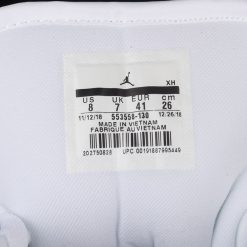 XH
US UK EUR CM
8 7 41 26
11/12/18 553558-130 12/26/18
MADE IN VIETNAM
FABRIQUE AU VIETNAM
2D2750828 UPC 00191887995449